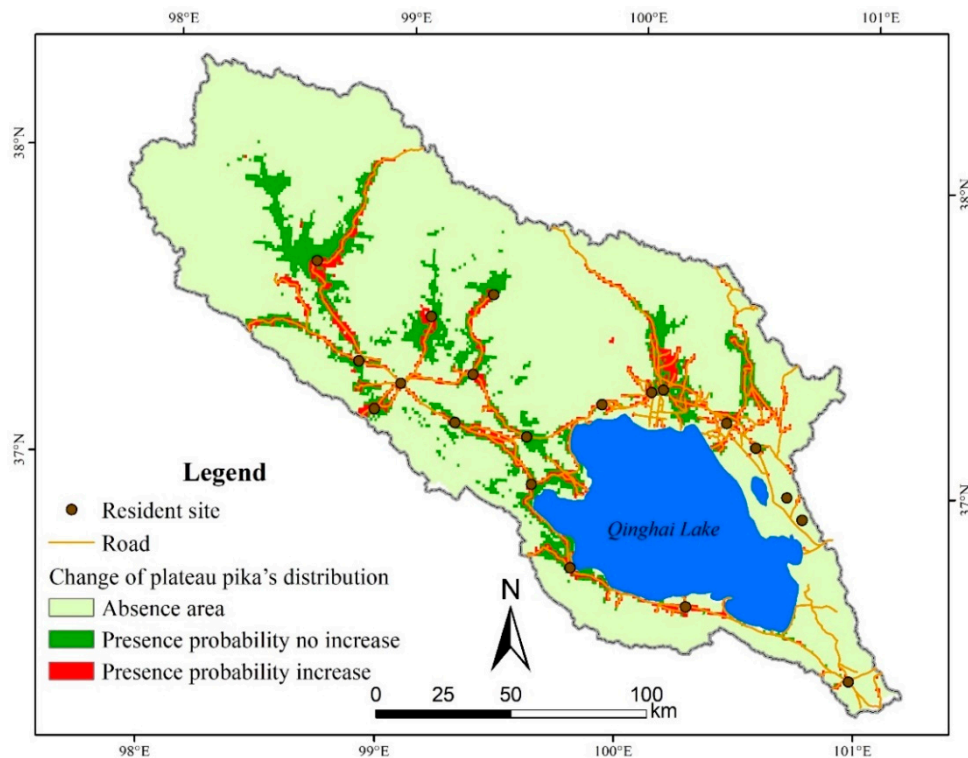 98°E 99°E 100°E 101°E
38°N
38°N
37°N
37°N
Legend
Resident site
Road
Change of plateau pika's distribution
Absence area
Presence probability no increase
Presence probability increase
Qinghai Lake
N
0 25 50 100
km
98°E 99°E 100°E 101°E